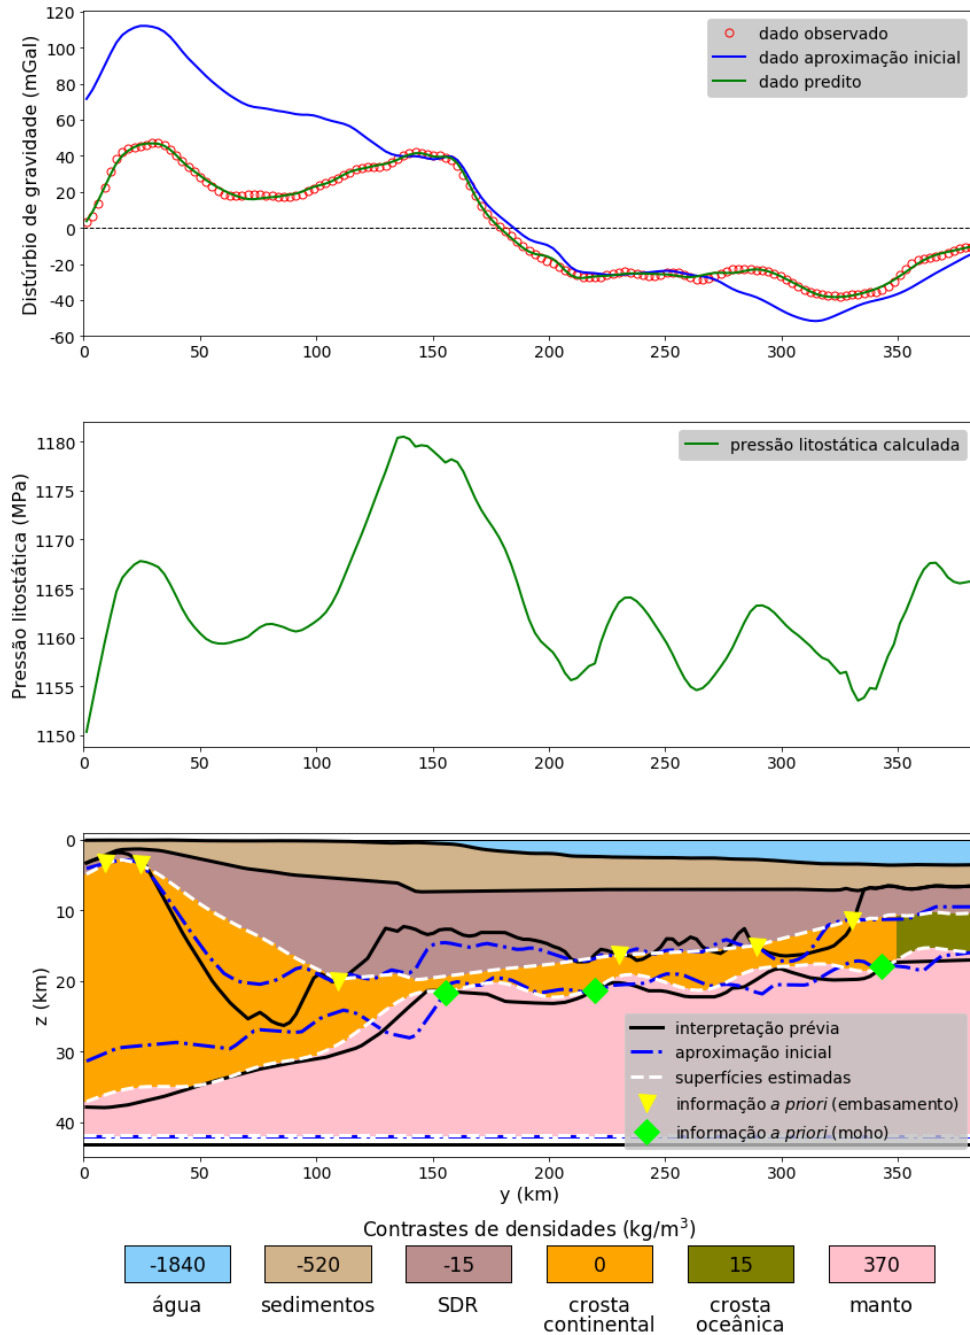 120
100
80
60
40
20
0
-20
-40
-60
Distúrbio de gravidade (mGal)
dado observado
dado aproximação inicial
dado predito
0 50 100 150 200 250 300 350
1180
1175
1170
1165
1160
1155
1150
Pressão litostática (MPa)
pressão litostática calculada
0 50 100 150 200 250 300 350
0
10
20
30
40
z (km)
interpretação prévia
aproximação inicial
superfícies estimadas
informação a priori (embasamento)
informação a priori (moho)
0 50 100 150 200 250 300 350
y (km)
Contrastes de densidades (kg/m³)
-1840 -520 -15 0 15 370
água sedimentos SDR crosta crosta manto
continental oceânica